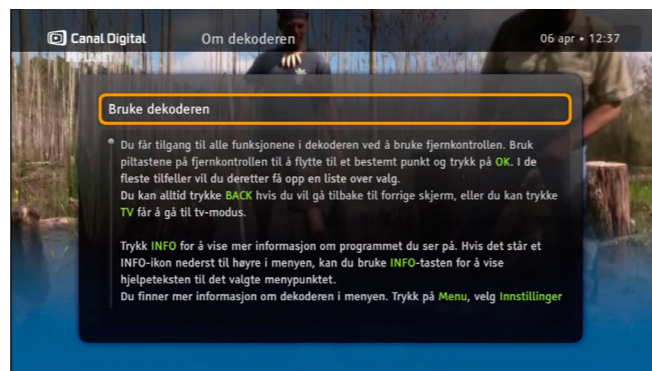 Canal Digital Om dekoderen 06 apr • 12:37
PLANET
Bruke dekoderen
Du får tilgang til alle funksjonene i dekoderen ved å bruke fjernkontrollen. Bruk
piltastene på fjernkontrollen til å flytte til et bestemt punkt og trykk på OK. I de
fleste tilfeller vil du deretter få opp en liste over valg.
Du kan alltid trykke BACK hvis du vil gå tilbake til forrige skjerm, eller du kan trykke
TV får å gå til tv-modus.
Trykk INFO for å vise mer informasjon om programmet du ser på. Hvis det står et
INFO-ikon nederst til høyre i menyen, kan du bruke INFO-tasten for å vise
hjelpeteksten til det valgte menypunktet.
Du finner mer informasjon om dekoderen i menyen. Trykk på Menu, velg Innstillinger